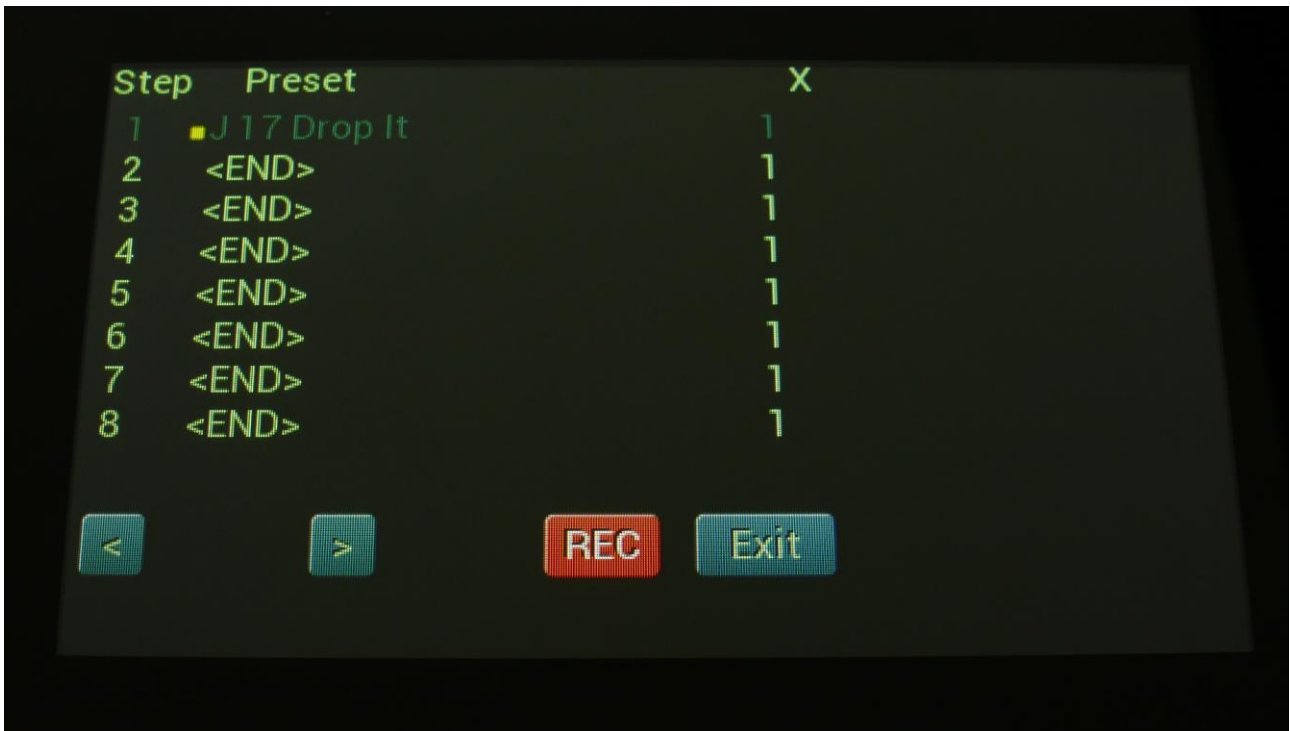 Step Preset X
1 J 17 Drop It 1
2 <END> 1
3 <END> 1
4 <END> 1
5 <END> 1
6 <END> 1
7 <END> 1
8 <END> 1
< > REC Exit